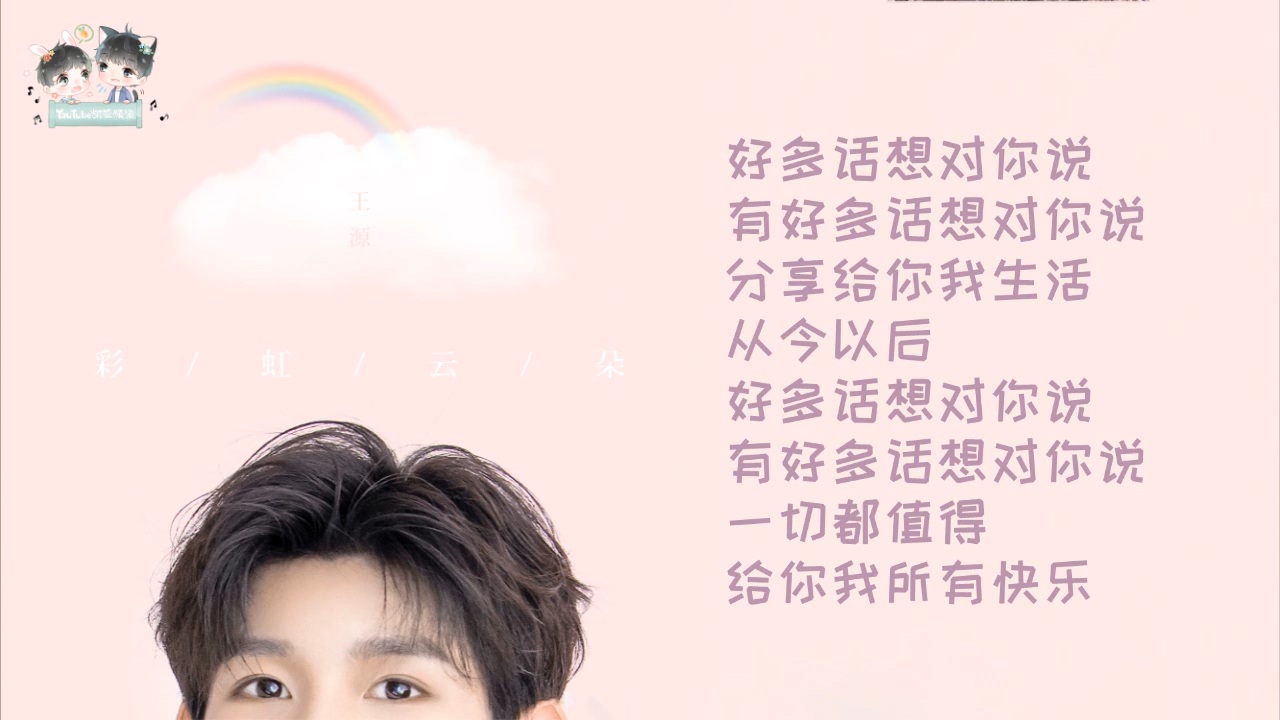 王
源
彩 / 虹 / 云 / 朵
好多话想对你说
有好多话想对你说
分享给你我生活
从今以后
好多话想对你说
有好多话想对你说
一切都值得
给你我所有快乐